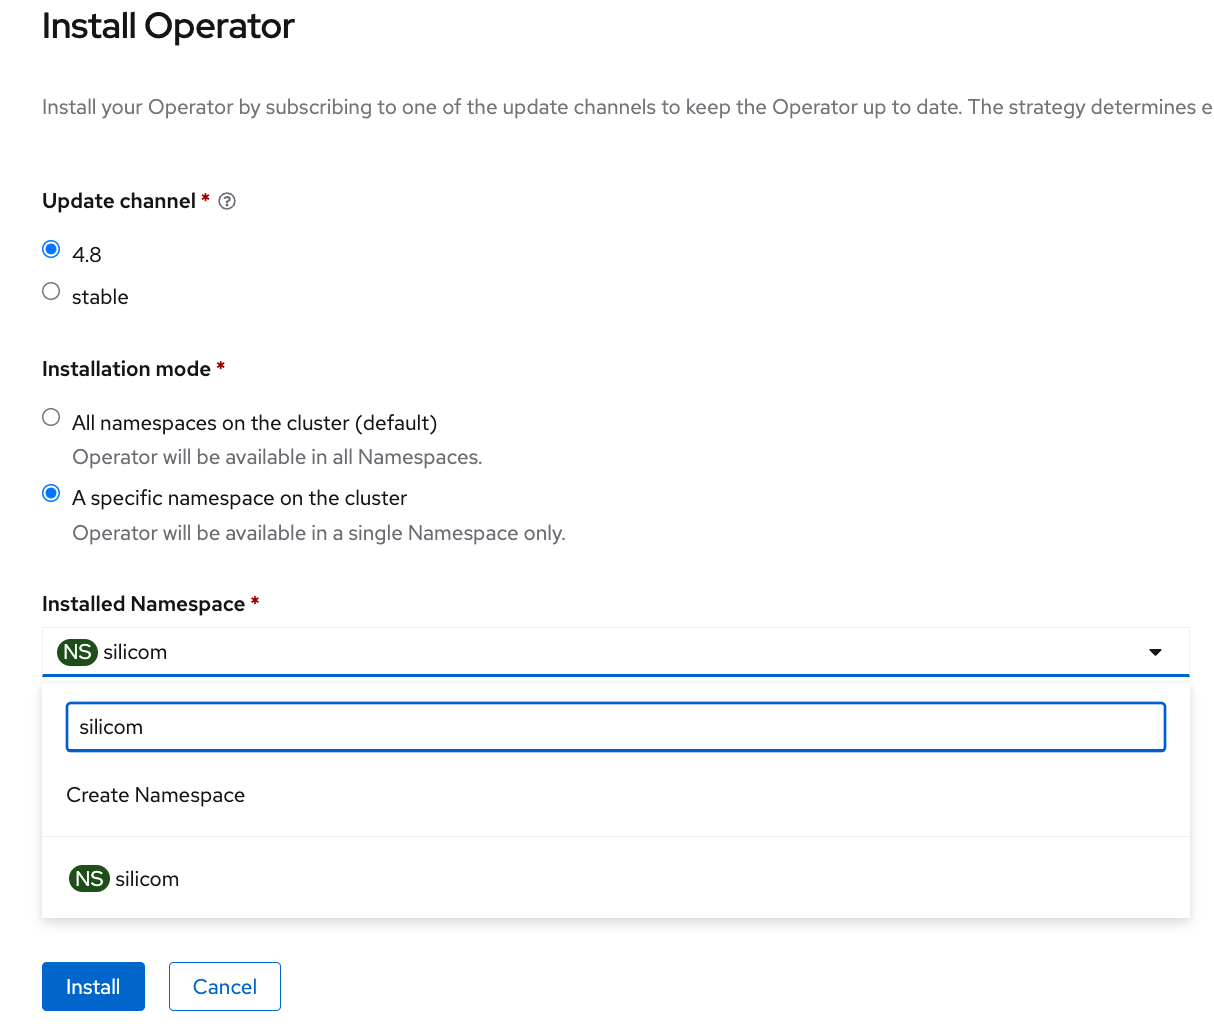 Install Operator
Install your Operator by subscribing to one of the update channels to keep the Operator up to date. The strategy determines e
Update channel * ?
4.8
stable
Installation mode *
All namespaces on the cluster (default)
Operator will be available in all Namespaces.
A specific namespace on the cluster
Operator will be available in a single Namespace only.
Installed Namespace *
NS silicom
silicom
Create Namespace
NS silicom
Install Cancel